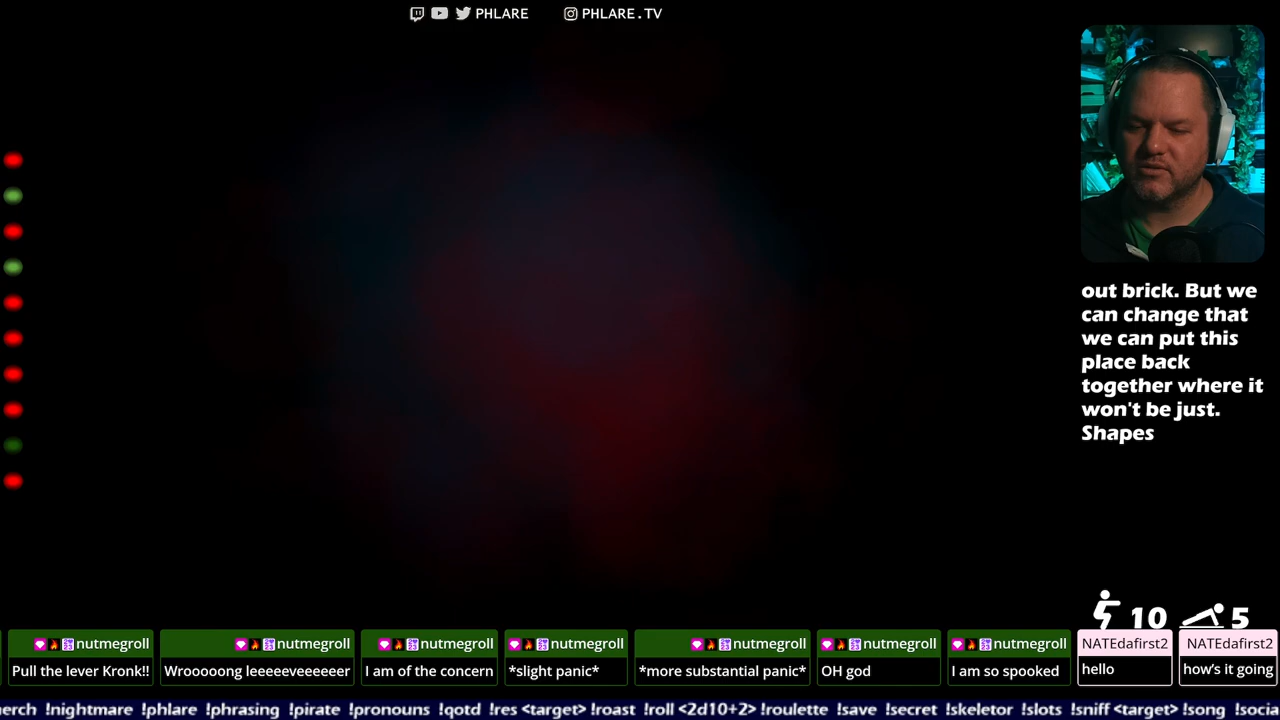 PHLARE PHLARE.TV
out brick. But we
can change that
we can put this
place back
together where it
won't be just.
Shapes
10 5
nutmegroll nutmegroll nutmegroll nutmegroll nutmegroll nutmegroll nutmegroll NATEdafirst2 NATEdafirst2
Pull the lever Kronk!! Wrooooong leeeeeveeeeeer I am of the concern *slight panic* *more substantial panic* OH god I am so spooked hello how's it going
!nightmare !phlare !phrasing !pirate !pronouns !qotd !res <target> !roast !roll <2d10+2> !roulette !save !secret !skeletor !slots !sniff <target> !song